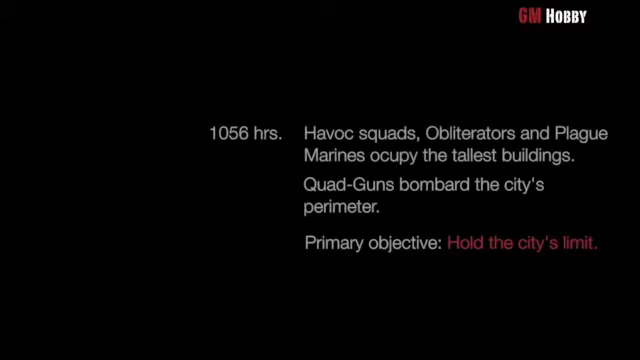 GM HOBBY
1056 hrs. Havoc squads, Obliterators and Plague
Marines ocupy the tallest buildings.
Quad-Guns bombard the city's
perimeter.
Primary objective: Hold the city's limit.